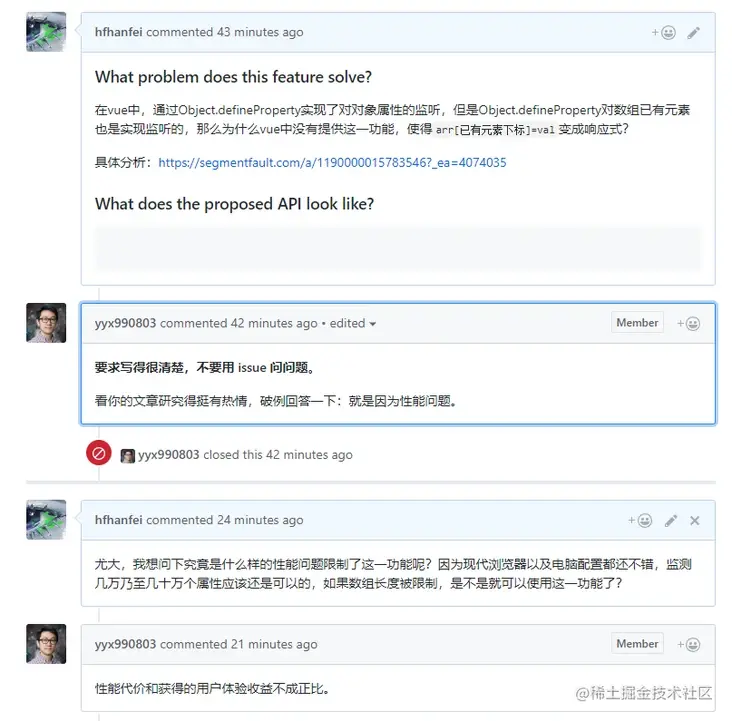 hfhanfei commented 43 minutes ago
What problem does this feature solve?
在vue中，通过Object.defineProperty实现了对对象属性的监听，但是Object.defineProperty对数组已有元素
也是实现监听的，那么为什么vue中没有提供这一功能，使得 arr[已有元素下标]=val 变成响应式？
具体分析：https://segmentfault.com/a/1190000015783546?_ea=4074035
What does the proposed API look like?
yyx990803 commented 42 minutes ago • edited
Member
要求写得很清楚，不要用 issue 问问题。
看你的文章研究得挺有热情，破例回答一下：就是因为性能问题。
yyx990803 closed this 42 minutes ago
hfhanfei commented 24 minutes ago
尤大，我想问下究竟是什么样的性能问题限制了这一功能呢？因为现代浏览器以及电脑配置都还不错，监测
几万乃至几十万个属性应该还是可以的，如果数组长度被限制，是不是就可以使用这一功能了？
yyx990803 commented 21 minutes ago
Member
性能代价和获得的用户体验收益不成正比。
@稀土掘金技术社区